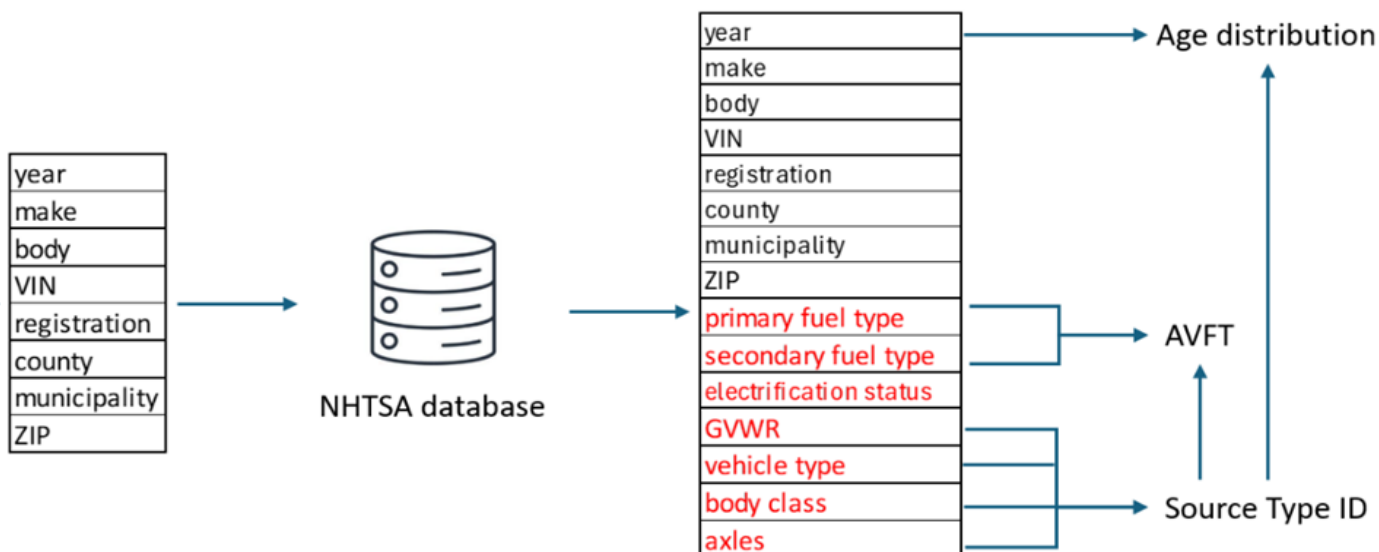 year
make
body
VIN
registration
county
municipality
ZIP
NHTSA database
year
make
body
VIN
registration
county
municipality
ZIP
primary fuel type
secondary fuel type
electrification status
GVWR
vehicle type
body class
axles
Age distribution
AVFT
Source Type ID